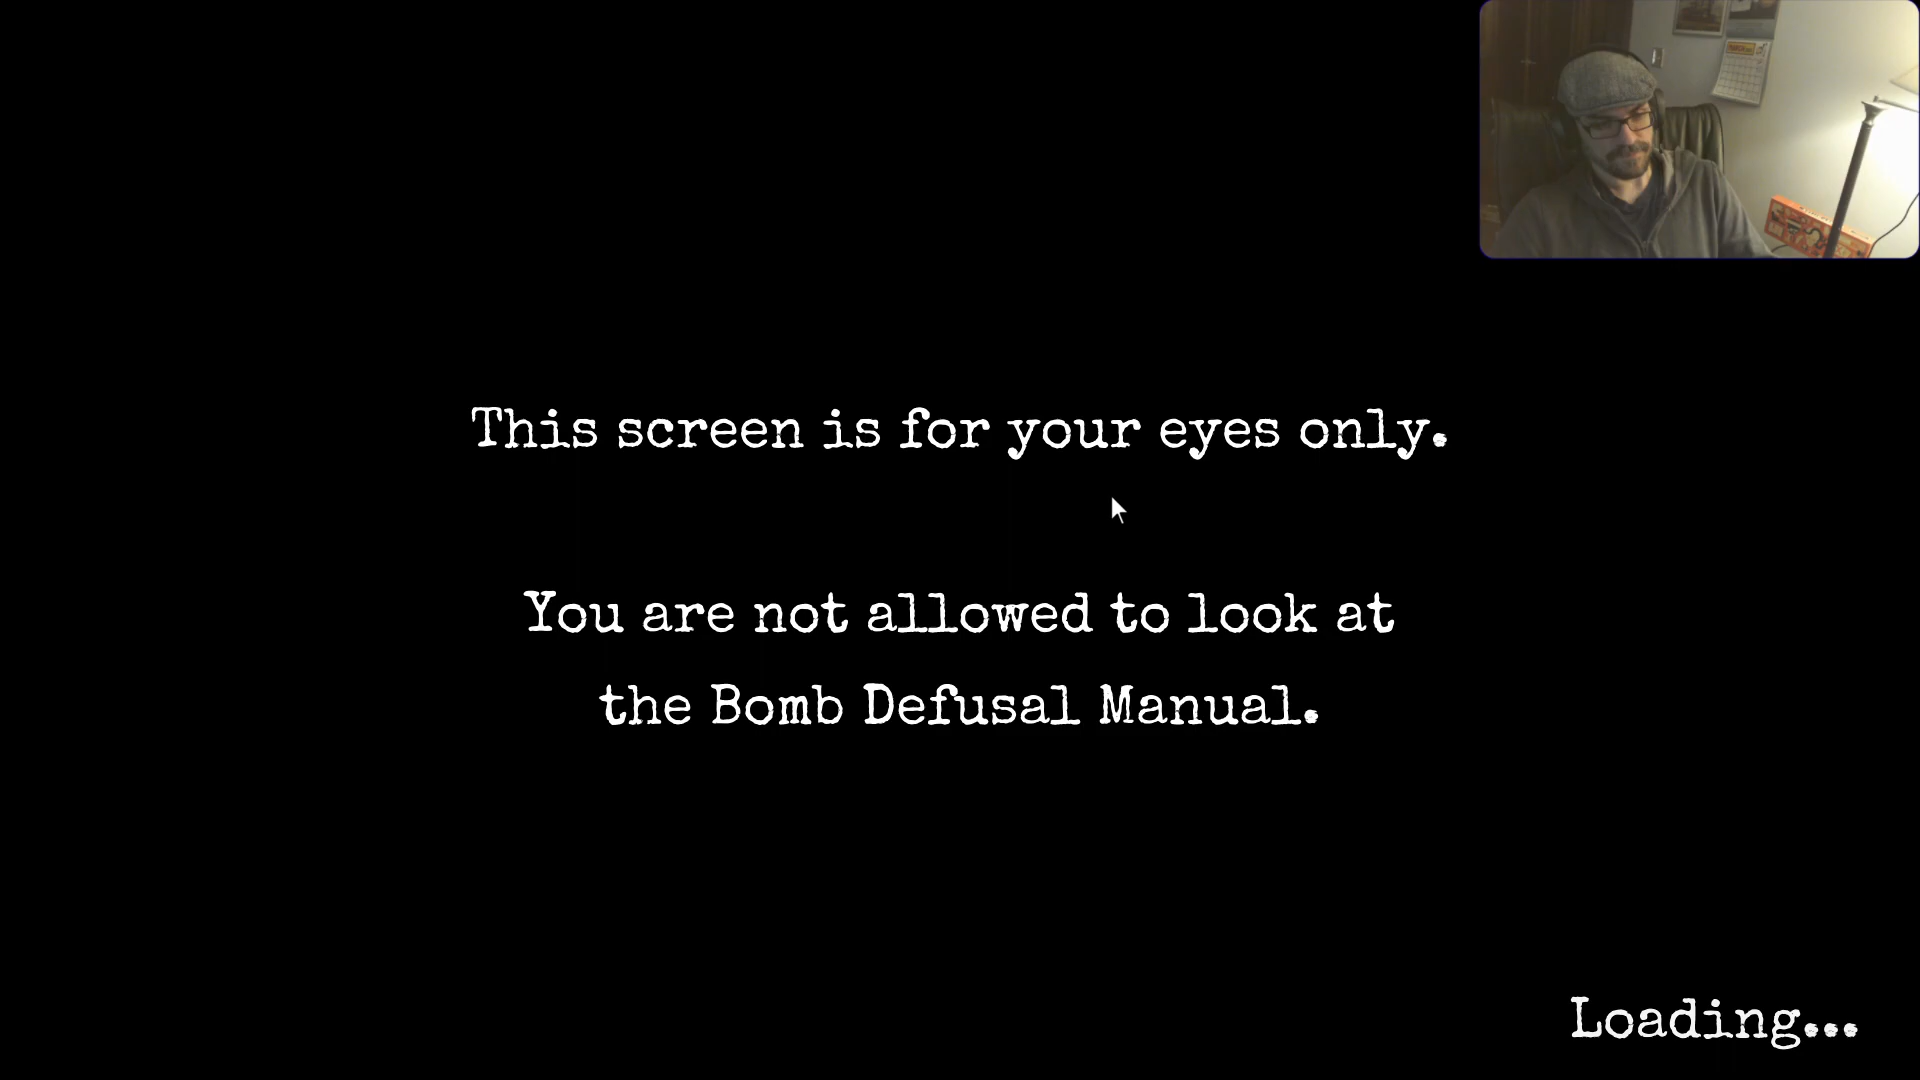 This screen is for your eyes only.
You are not allowed to look at
the Bomb Defusal Manual.
Loading...